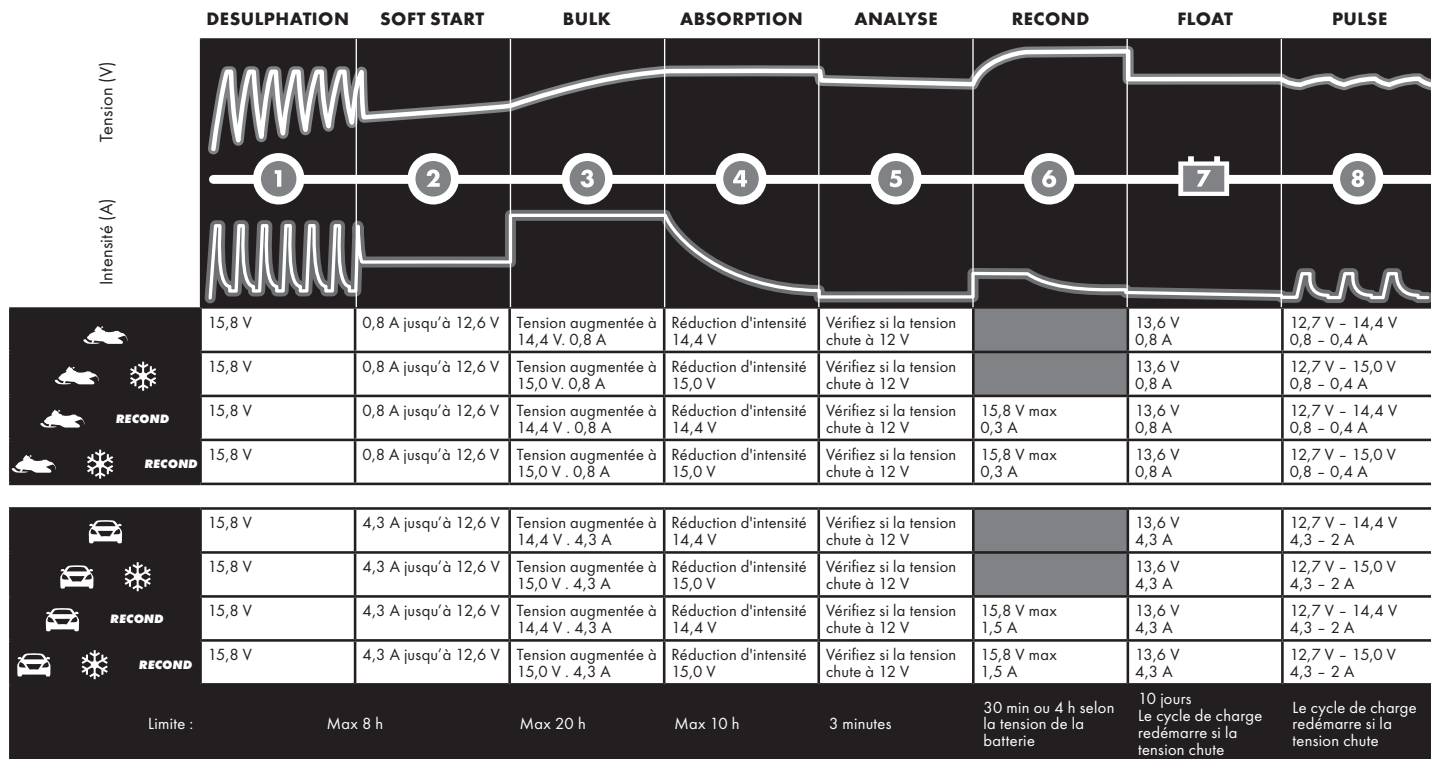 DESULPHATION SOFT START BULK ABSORPTION ANALYSE RECOND FLOAT PULSE
Tension (V)
1 2 3 4 5 6 7 8
Intensité (A)
15,8 V
0,8 A jusqu’à 12,6 V
Tension augmentée à
14,4 V. 0,8 A
Réduction d'intensité
14,4 V
Vérifiez si la tension
chute à 12 V
13,6 V
0,8 A
12,7 V – 14,4 V
0,8 – 0,4 A
15,8 V
0,8 A jusqu’à 12,6 V
Tension augmentée à
15,0 V. 0,8 A
Réduction d'intensité
15,0 V
Vérifiez si la tension
chute à 12 V
13,6 V
0,8 A
12,7 V – 15,0 V
0,8 – 0,4 A
RECOND
15,8 V
0,8 A jusqu’à 12,6 V
Tension augmentée à
14,4 V . 0,8 A
Réduction d'intensité
14,4 V
Vérifiez si la tension
chute à 12 V
15,8 V max
0,3 A
13,6 V
0,8 A
12,7 V – 14,4 V
0,8 – 0,4 A
RECOND
15,8 V
0,8 A jusqu’à 12,6 V
Tension augmentée à
15,0 V . 0,8 A
Réduction d'intensité
15,0 V
Vérifiez si la tension
chute à 12 V
15,8 V max
0,3 A
13,6 V
0,8 A
12,7 V – 15,0 V
0,8 – 0,4 A
15,8 V
4,3 A jusqu’à 12,6 V
Tension augmentée à
14,4 V . 4,3 A
Réduction d'intensité
14,4 V
Vérifiez si la tension
chute à 12 V
13,6 V
4,3 A
12,7 V – 14,4 V
4,3 – 2 A
15,8 V
4,3 A jusqu’à 12,6 V
Tension augmentée à
15,0 V . 4,3 A
Réduction d'intensité
15,0 V
Vérifiez si la tension
chute à 12 V
13,6 V
4,3 A
12,7 V – 15,0 V
4,3 – 2 A
RECOND
15,8 V
4,3 A jusqu’à 12,6 V
Tension augmentée à
14,4 V . 4,3 A
Réduction d'intensité
14,4 V
Vérifiez si la tension
chute à 12 V
15,8 V max
1,5 A
13,6 V
4,3 A
12,7 V – 14,4 V
4,3 – 2 A
RECOND
15,8 V
4,3 A jusqu’à 12,6 V
Tension augmentée à
15,0 V . 4,3 A
Réduction d'intensité
15,0 V
Vérifiez si la tension
chute à 12 V
15,8 V max
1,5 A
13,6 V
4,3 A
12,7 V – 15,0 V
4,3 – 2 A
Limite :
Max 8 h
Max 20 h
Max 10 h
3 minutes
30 min ou 4 h selon
la tension de la
batterie
10 jours
Le cycle de charge
redémarre si la
tension chute
Le cycle de charge
redémarre si la
tension chute